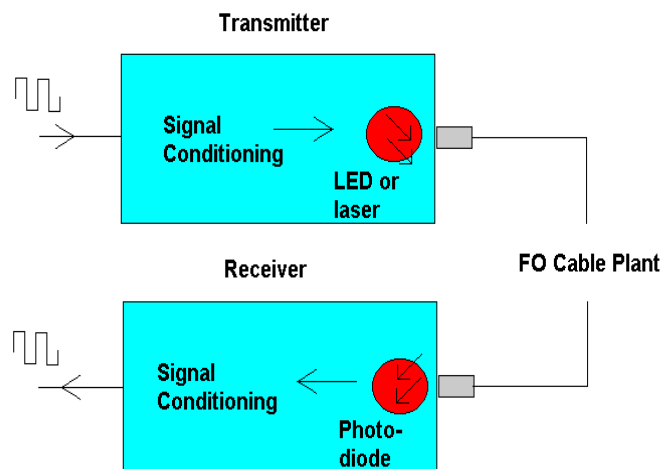 Transmitter
Signal
Conditioning
LED or
laser
FO Cable Plant
Receiver
Signal
Conditioning
Photo-
diode